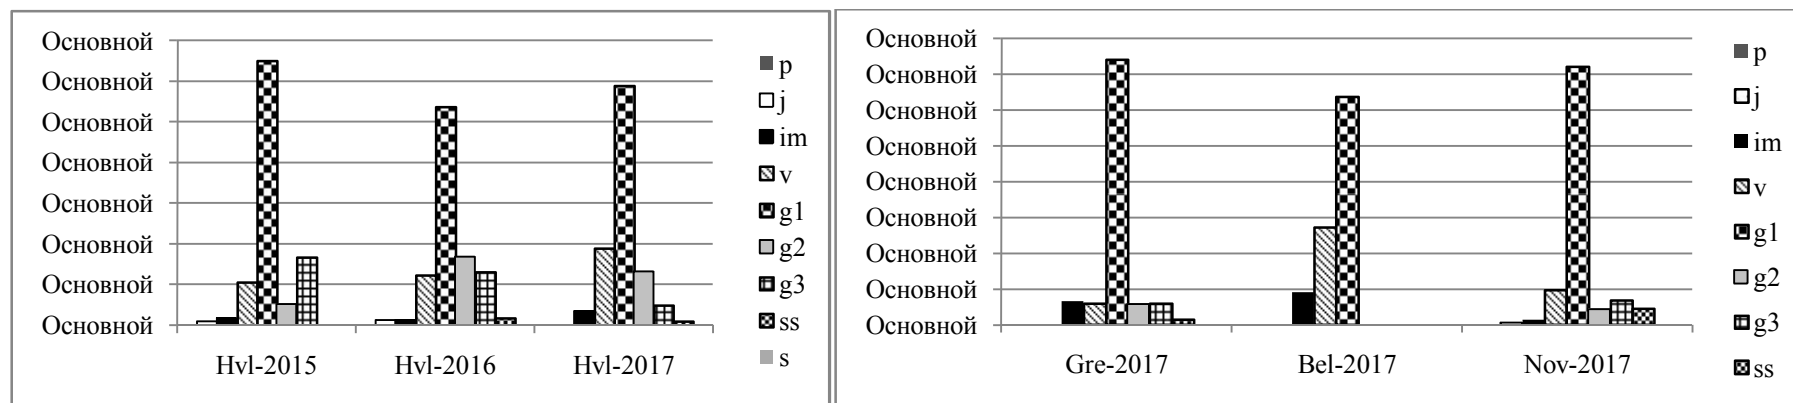 Основной
Основной
Основной
Основной
Основной
Основной
Основной
Основной
Hvl-2015 Hvl-2016 Hvl-2017
p
j
im
v
g1
g2
g3
ss
s
Основной
Основной
Основной
Основной
Основной
Основной
Основной
Основной
Основной
Gre-2017 Bel-2017 Nov-2017
p
j
im
v
g1
g2
g3
ss